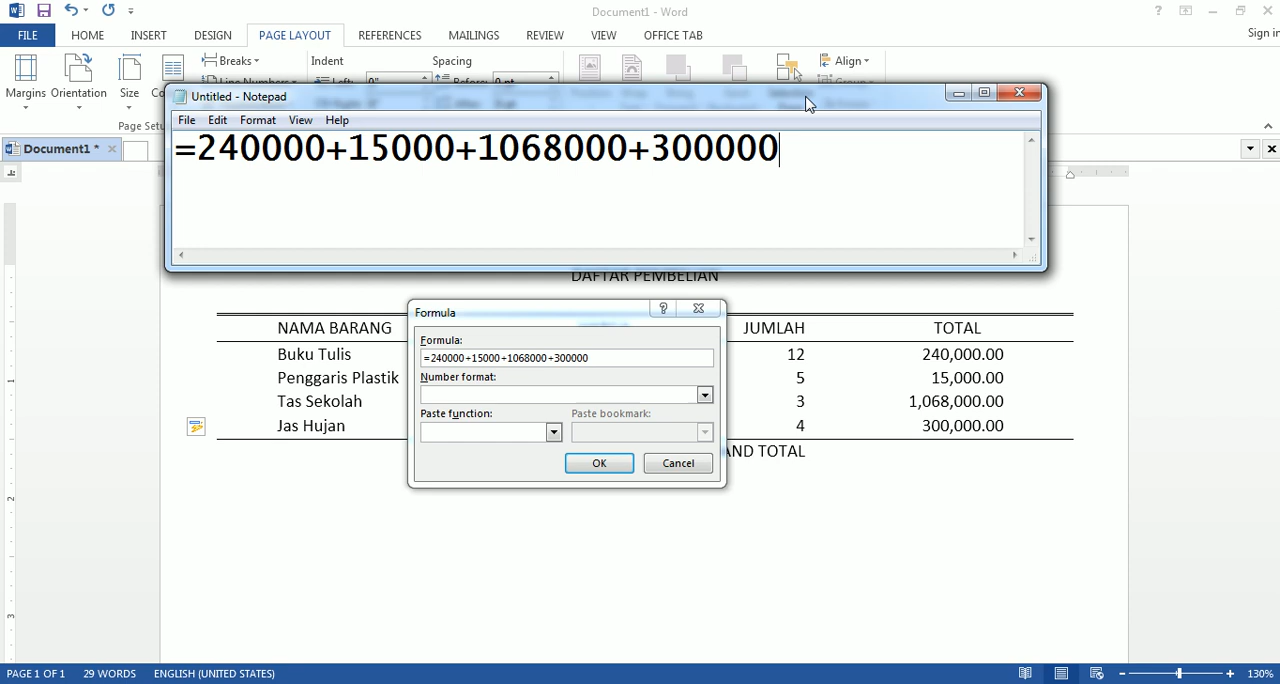 Document1 - Word
FILE HOME INSERT DESIGN PAGE LAYOUT REFERENCES MAILINGS REVIEW VIEW OFFICE TAB
Sign in
Breaks Indent Spacing Align
Margins Orientation Size
Untitled - Notepad
File Edit Format View Help
=240000+15000+1068000+300000
Document1 *
DAFTAR PEMBELIAN
NAMA BARANG JUMLAH TOTAL
Buku Tulis 12 240,000.00
Penggaris Plastik 5 15,000.00
Tas Sekolah 3 1,068,000.00
Jas Hujan 4 300,000.00
AND TOTAL
Formula
Formula:
=240000+15000+1068000+300000
Number format:
Paste function: Paste bookmark:
OK Cancel
PAGE 1 OF 1 29 WORDS ENGLISH (UNITED STATES) 130%